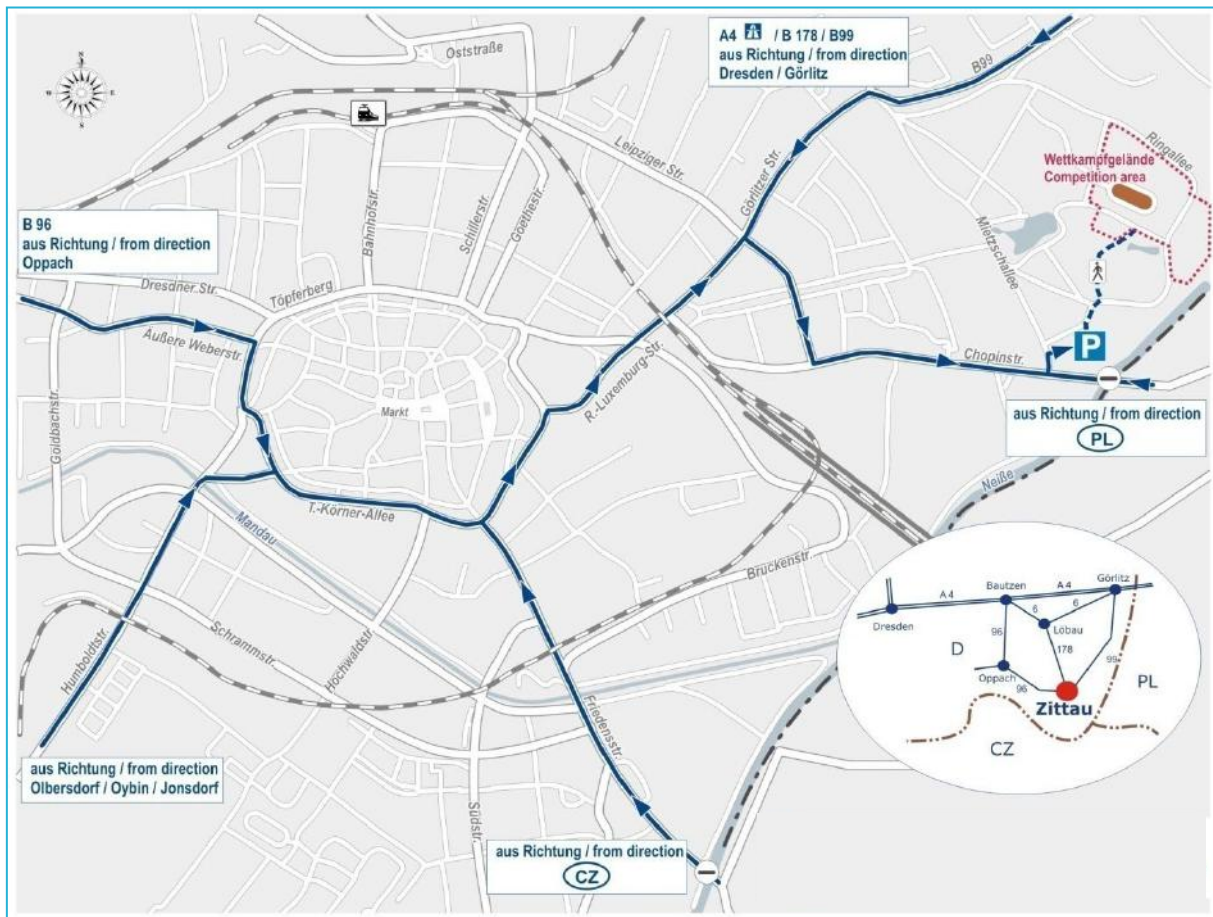 A4 / B 178 / B99
aus Richtung / from direction
Dresden / Görlitz
Oststraße
B99
Leipziger Str.
Görlitzer Str.
Ringallee
Wettkampfgelände
Competition area
Mietzschallee
B 96
aus Richtung / from direction
Oppach
Bahnhofstr.
Schillerstr.
Goethestr.
Dresdner Str.
Töpferberg
Äußere Weberstr.
R.-Luxemburg-Str.
Chopinstr.
P
Markt
Goldbachstr.
aus Richtung / from direction
PL
Neiße
T.-Körner-Allee
Mandau
Brückenstr.
Humboldtstr.
Schrammstr.
Hochwaldstr.
Friedensstr.
Südstr.
aus Richtung / from direction
Olbersdorf / Oybin / Jonsdorf
aus Richtung / from direction
CZ
Bautzen
Görlitz
A 4
A 4
Dresden
6
6
Löbau
96
178
99
D
Oppach
96
Zittau
PL
CZ
N
W
E
S